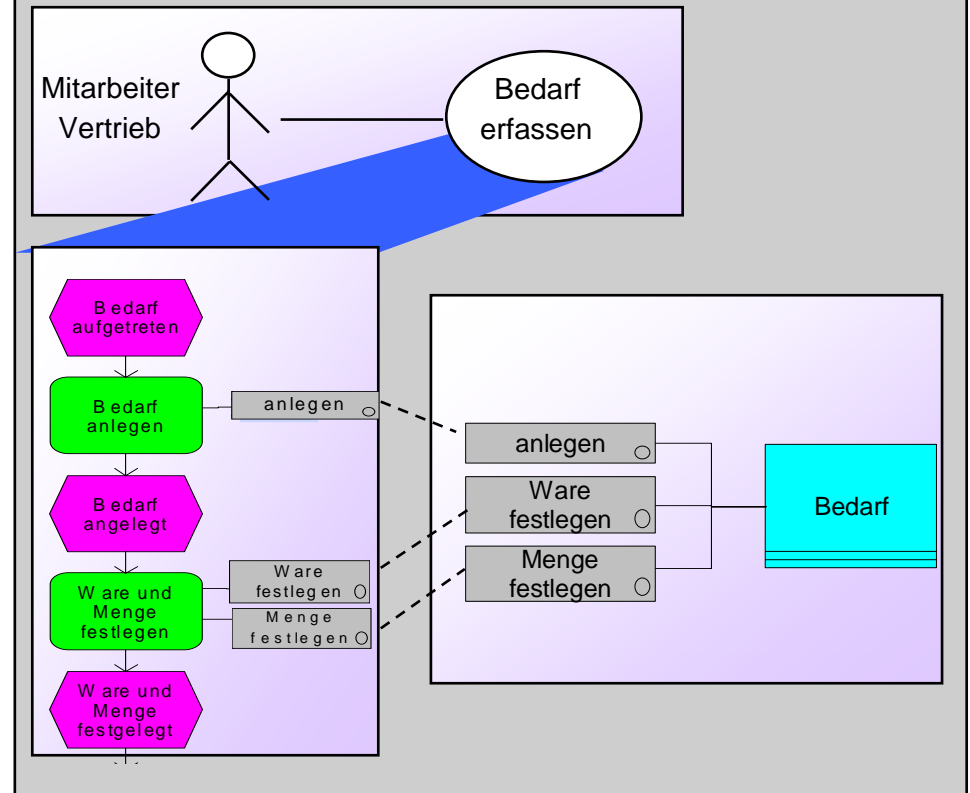 Mitarbeiter
Vertrieb
Bedarf
erfassen
Bedarf
aufgetreten
Bedarf
anlegen
anlegen
Bedarf
angelegt
Ware und
Menge
festlegen
Ware
festlegen
Menge
festlegen
Ware und
Menge
festgelegt
anlegen
Ware
festlegen
Menge
festlegen
Bedarf